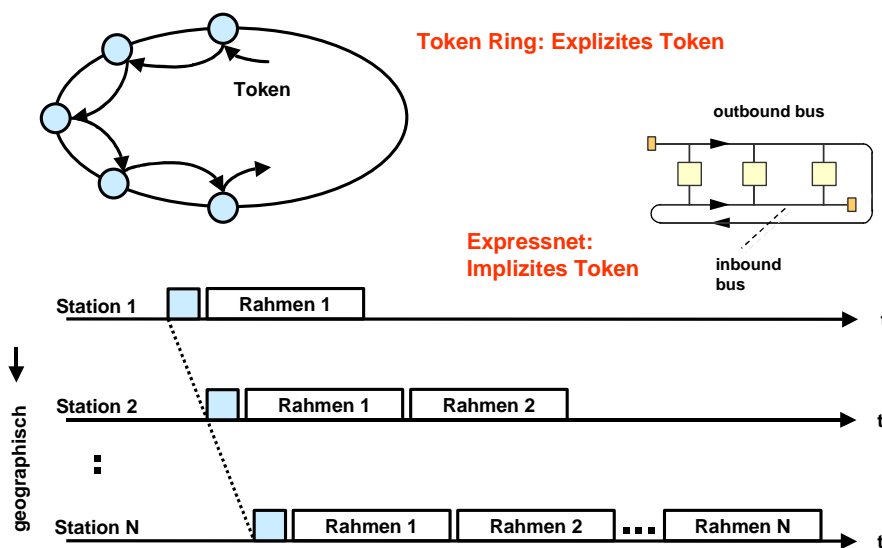 Token Ring: Explizites Token
Token
outbound bus
Expressnet:
Implizites Token
inbound
bus
Station 1
Rahmen 1
t
Station 2
Rahmen 1
Rahmen 2
t
geographisch
Station N
Rahmen 1
Rahmen 2
Rahmen N
t